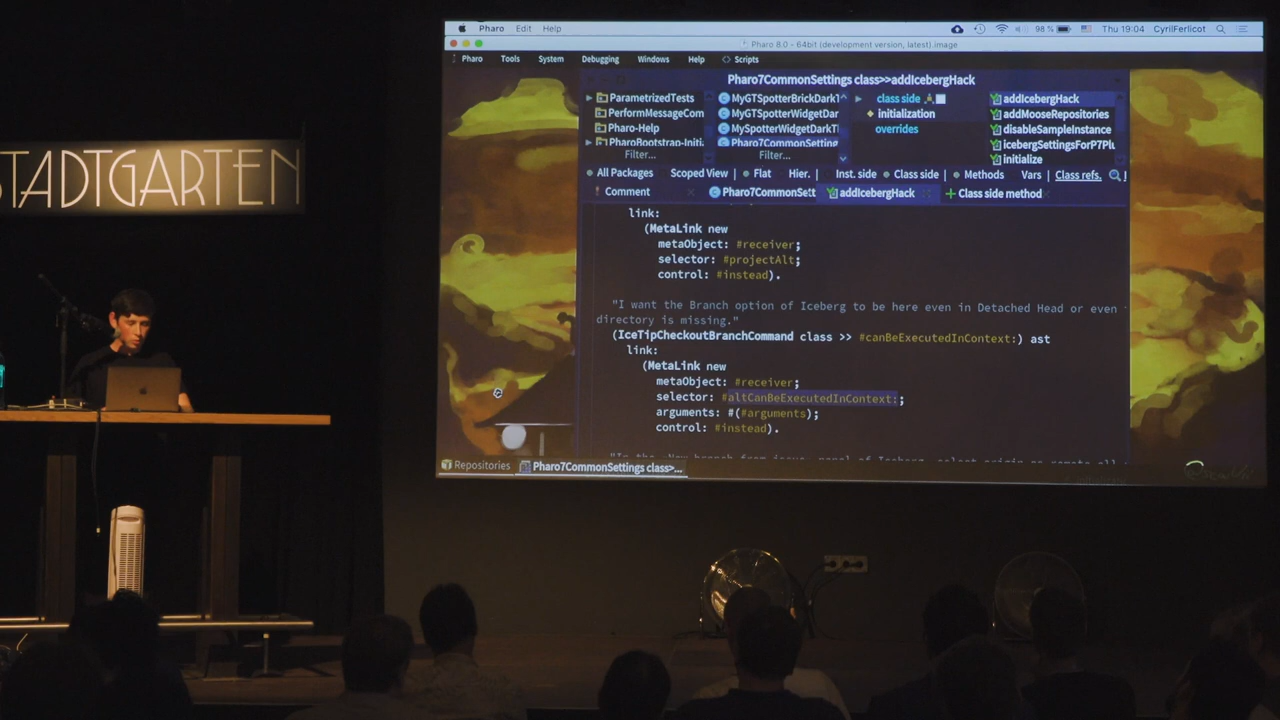 STADTGARTEN
Pharo Edit Help 98 % Thu 19:04 CyrilFerlicot
Pharo 8.0 - 64bit (development version, latest).image
Pharo Tools System Debugging Windows Help Scripts
Pharo7CommonSettings class>>addIcebergHack
ParametrizedTests MyGTSpotterBrickDarkT class side addIcebergHack
PerformMessageCom MyGTSpotterWidgetDar initialization addMooseRepositories
Pharo-Help MySpotterWidgetDarkTl overrides disableSampleInstance
PharoBootstrap-Initi Pharo7CommonSetting icebergSettingsForP7Plu
Filter... Filter... initialize
All Packages Scoped View | Flat | Hier. | Inst. side Class side | Methods Vars | Class refs.
Comment Pharo7CommonSett addIcebergHack Class side method
link:
(MetaLink new
metaObject: #receiver;
selector: #projectAlt;
control: #instead).
"I want the Branch option of Iceberg to be here even in Detached Head or even
directory is missing."
(IceTipCheckoutBranchCommand class >> #canBeExecutedInContext:) ast
link:
(MetaLink new
metaObject: #receiver;
selector: #altCanBeExecutedInContext:;
arguments: #(#arguments);
control: #instead).
Repositories Pharo7CommonSettings class>...